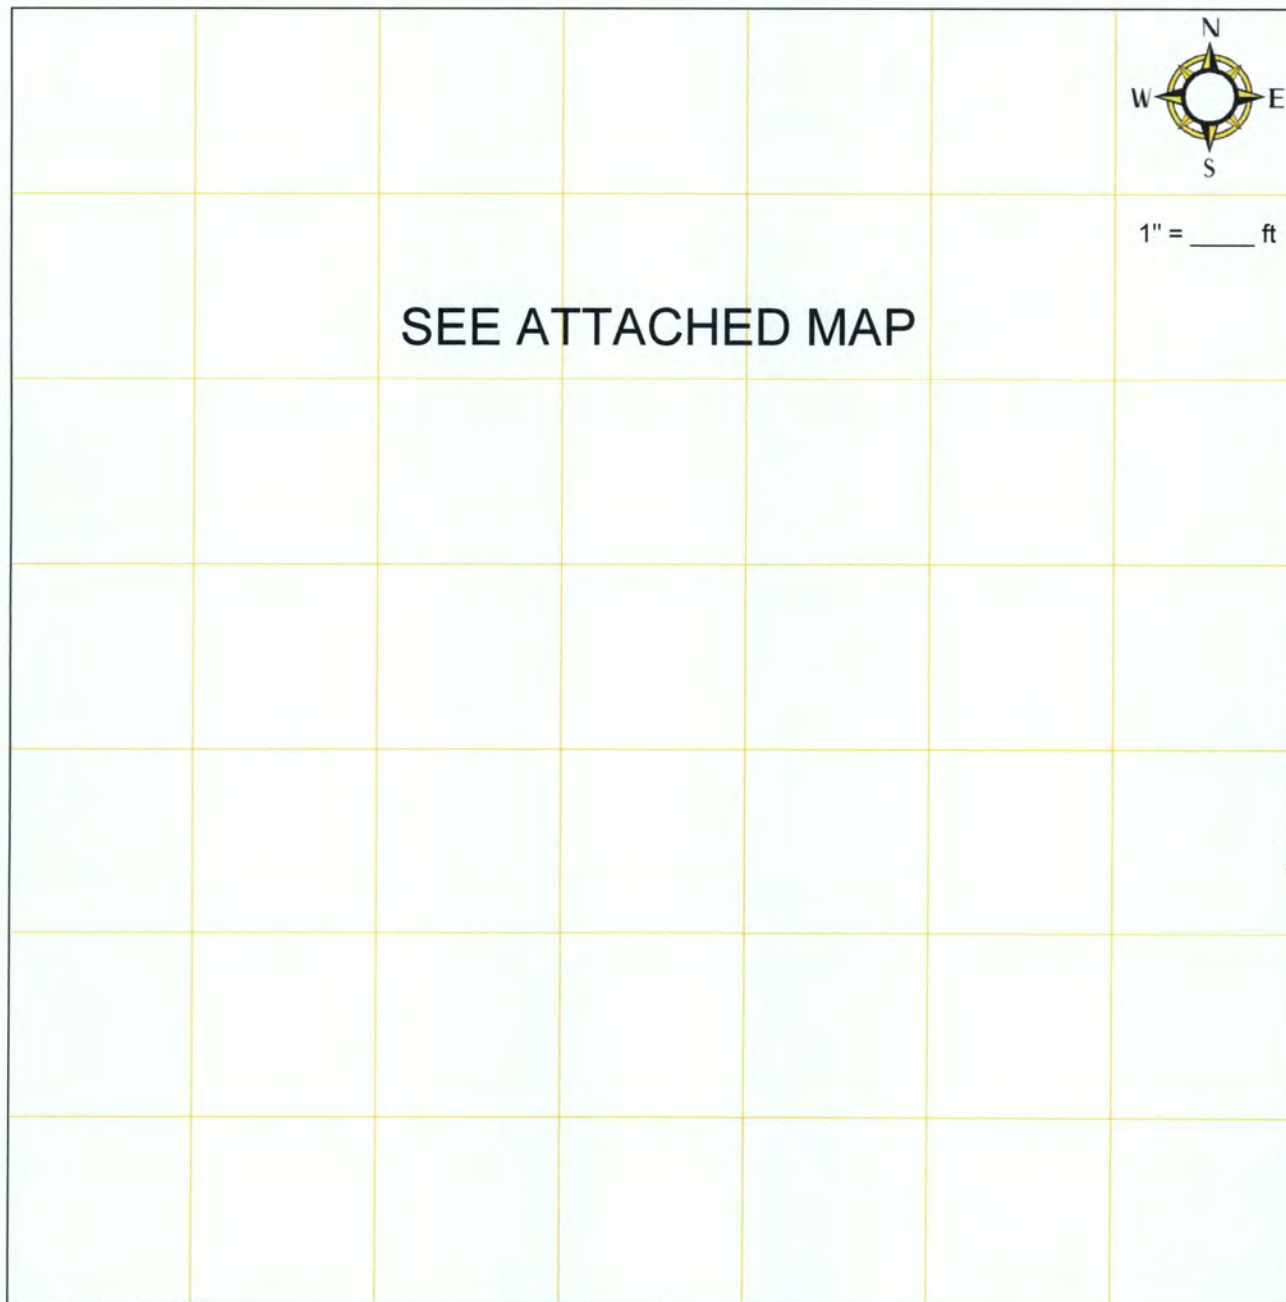 N
W E
S
1" = _____ ft
SEE ATTACHED MAP